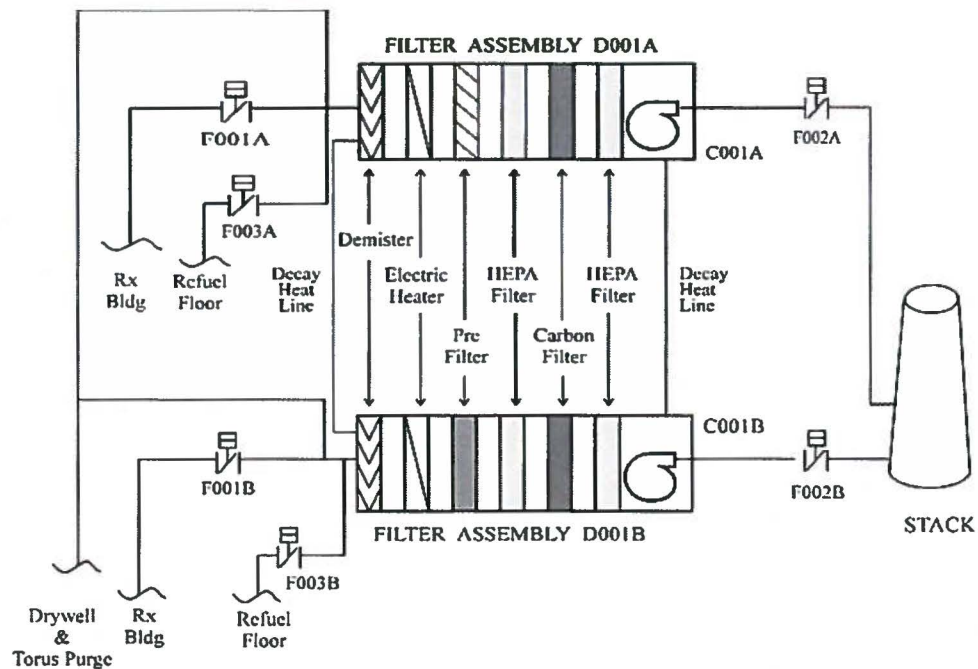 FILTER ASSEMBLY D001A
F001A
F002A
C001A
F003A
Demister
Rx
Bldg
Refuel
Floor
Decay
Heat
Line
Electric
Heater
HEPA
Filter
HEPA
Filter
Decay
Heat
Line
Pre
Filter
Carbon
Filter
C001B
F001B
F002B
FILTER ASSEMBLY D001B
STACK
F003B
Drywell
&
Torus Purge
Rx
Bldg
Refuel
Floor